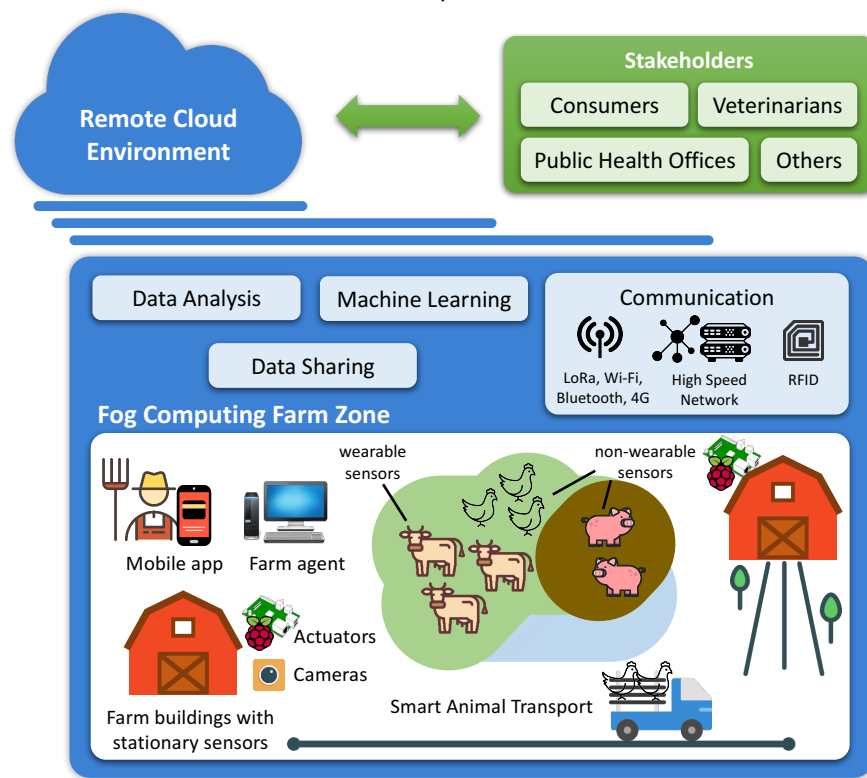 Remote Cloud
Environment
Stakeholders
Consumers
Veterinarians
Public Health Offices
Others
Data Analysis
Machine Learning
Data Sharing
Communication
LoRa, Wi-Fi,
Bluetooth, 4G
High Speed
Network
RFID
Fog Computing Farm Zone
wearable
sensors
non-wearable
sensors
Mobile app
Farm agent
Actuators
Cameras
Farm buildings with
stationary sensors
Smart Animal Transport